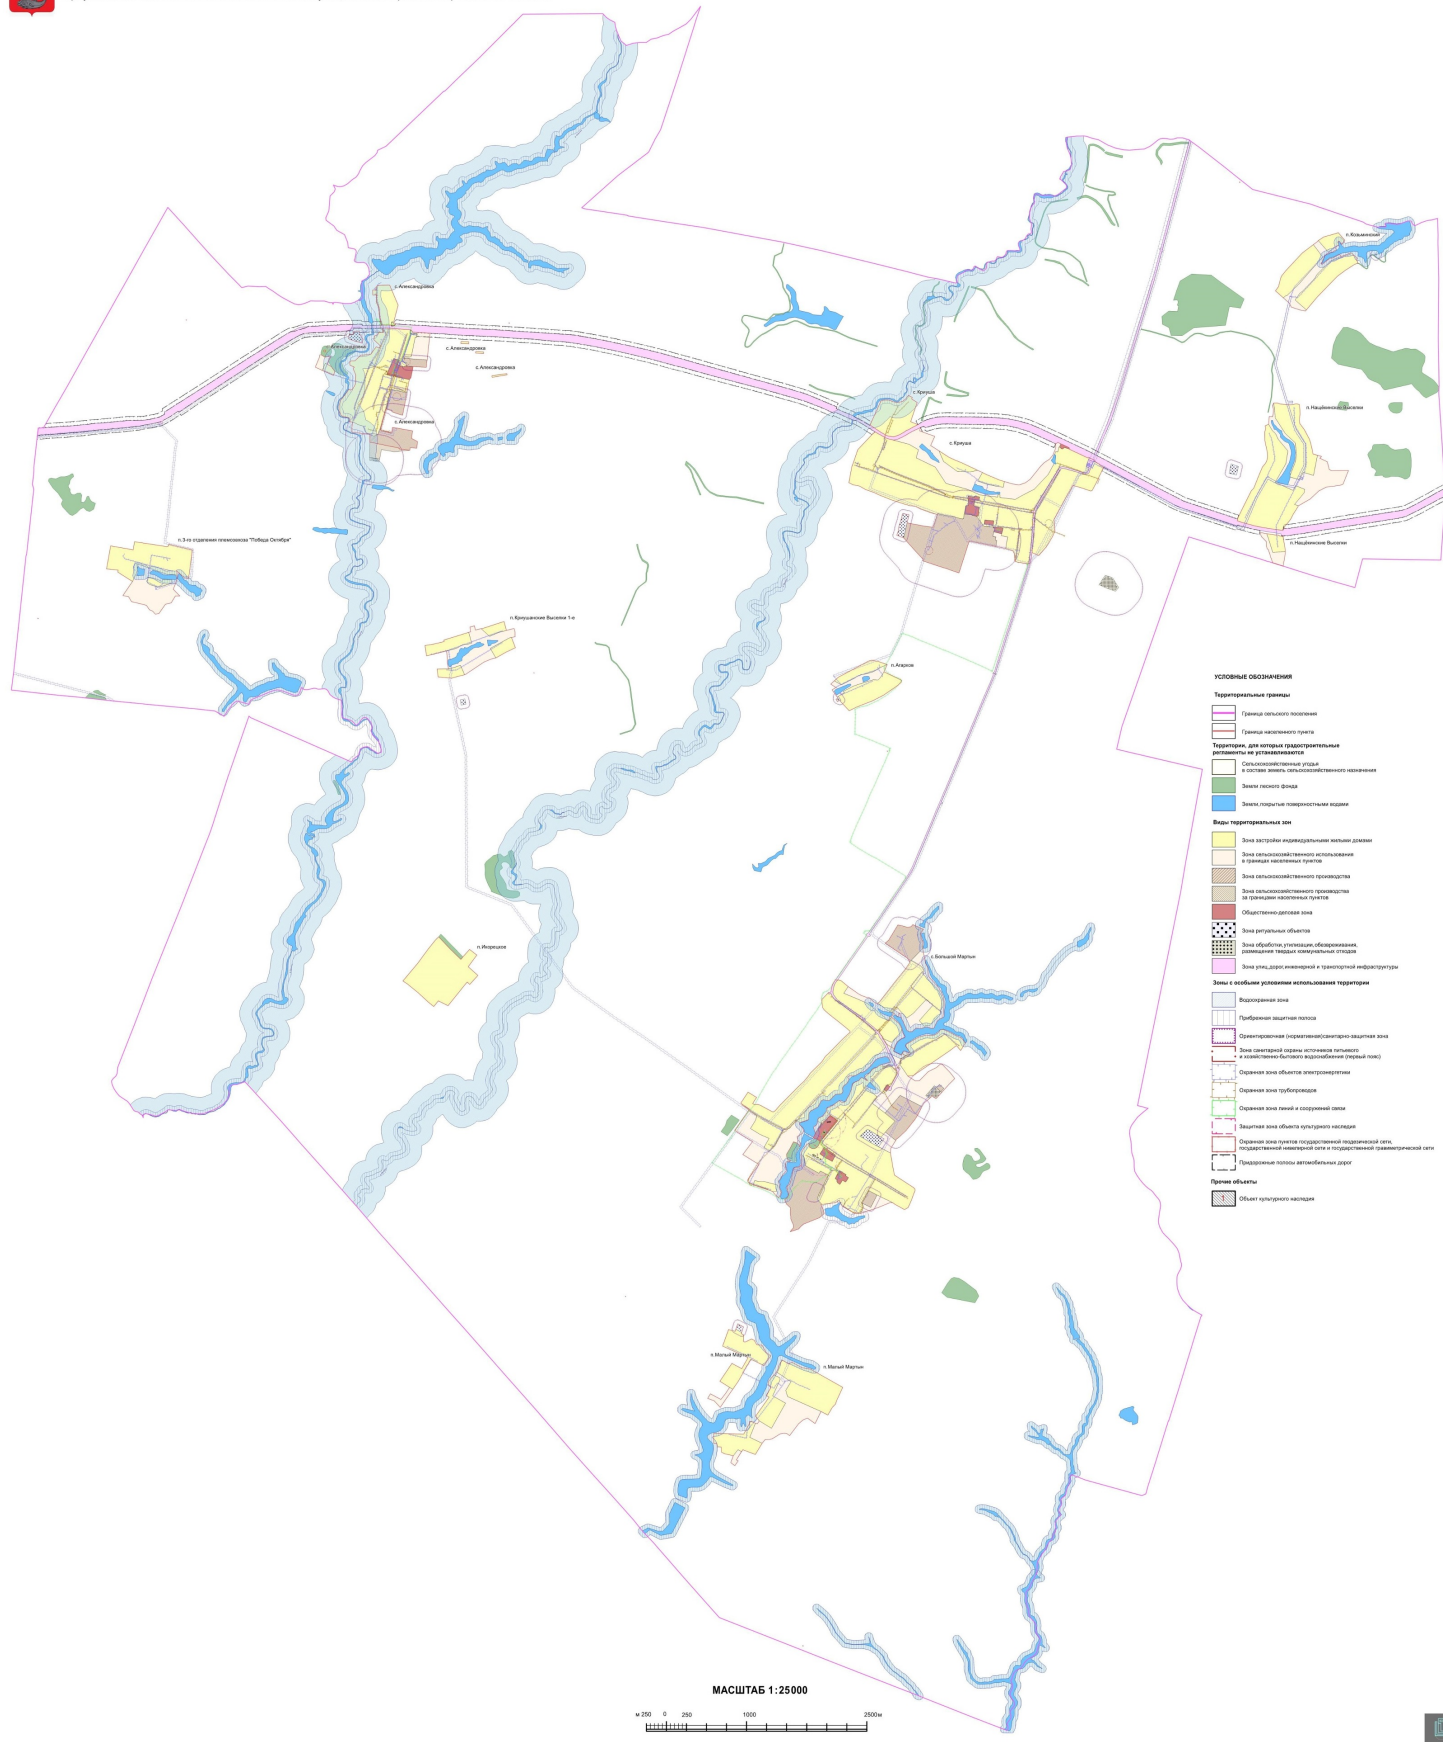 п.Козьминский
с.Александровка
с.Александровка
с.Александровка
с.Александровка
с.Криуша
п.Нащёкинские Выселки
с.Александровка
с.Криуша
п.3-го отделения племсовхоза "Победа Октября"
п.Нащёкинские Выселки
п.Криушанские Выселки 1-е
п.Агарков
п.Икорецкое
с.Большой Мартын
п.Малый Мартын
п.Малый Мартын
УСЛОВНЫЕ ОБОЗНАЧЕНИЯ
Территориальные границы
Граница сельского поселения
Граница населенного пункта
Территории, для которых градостроительные
регламенты не устанавливаются
Сельскохозяйственные угодья
в составе земель сельскохозяйственного назначения
Земли лесного фонда
Земли, покрытые поверхностными водами
Виды территориальных зон
Зона застройки индивидуальными жилыми домами
Зона сельскохозяйственного использования
в границах населенных пунктов
Зона сельскохозяйственного производства
Зона сельскохозяйственного производства
за границами населенных пунктов
Общественно-деловая зона
Зона ритуальных объектов
Зона обработки, утилизации, обезвреживания,
размещения твердых коммунальных отходов
Зона улиц, дорог, инженерной и транспортной инфраструктуры
Зоны с особыми условиями использования территории
Водоохранная зона
Прибрежная защитная полоса
Ориентировочная (нормативная)санитарно-защитная зона
Зона санитарной охраны источников питьевого
и хозяйственно-бытового водоснабжения (первый пояс)
Охранная зона объектов электроэнергетики
Охранная зона трубопроводов
Охранная зона линий и сооружений связи
Защитная зона объекта культурного наследия
Охранная зона пунктов государственной геодезической сети,
государственной нивелирной сети и государственной гравиметрической сети
Придорожные полосы автомобильных дорог
Прочие объекты
1 Объект культурного наследия
МАСШТАБ 1:25000
м 250 0 250 1000 2500м